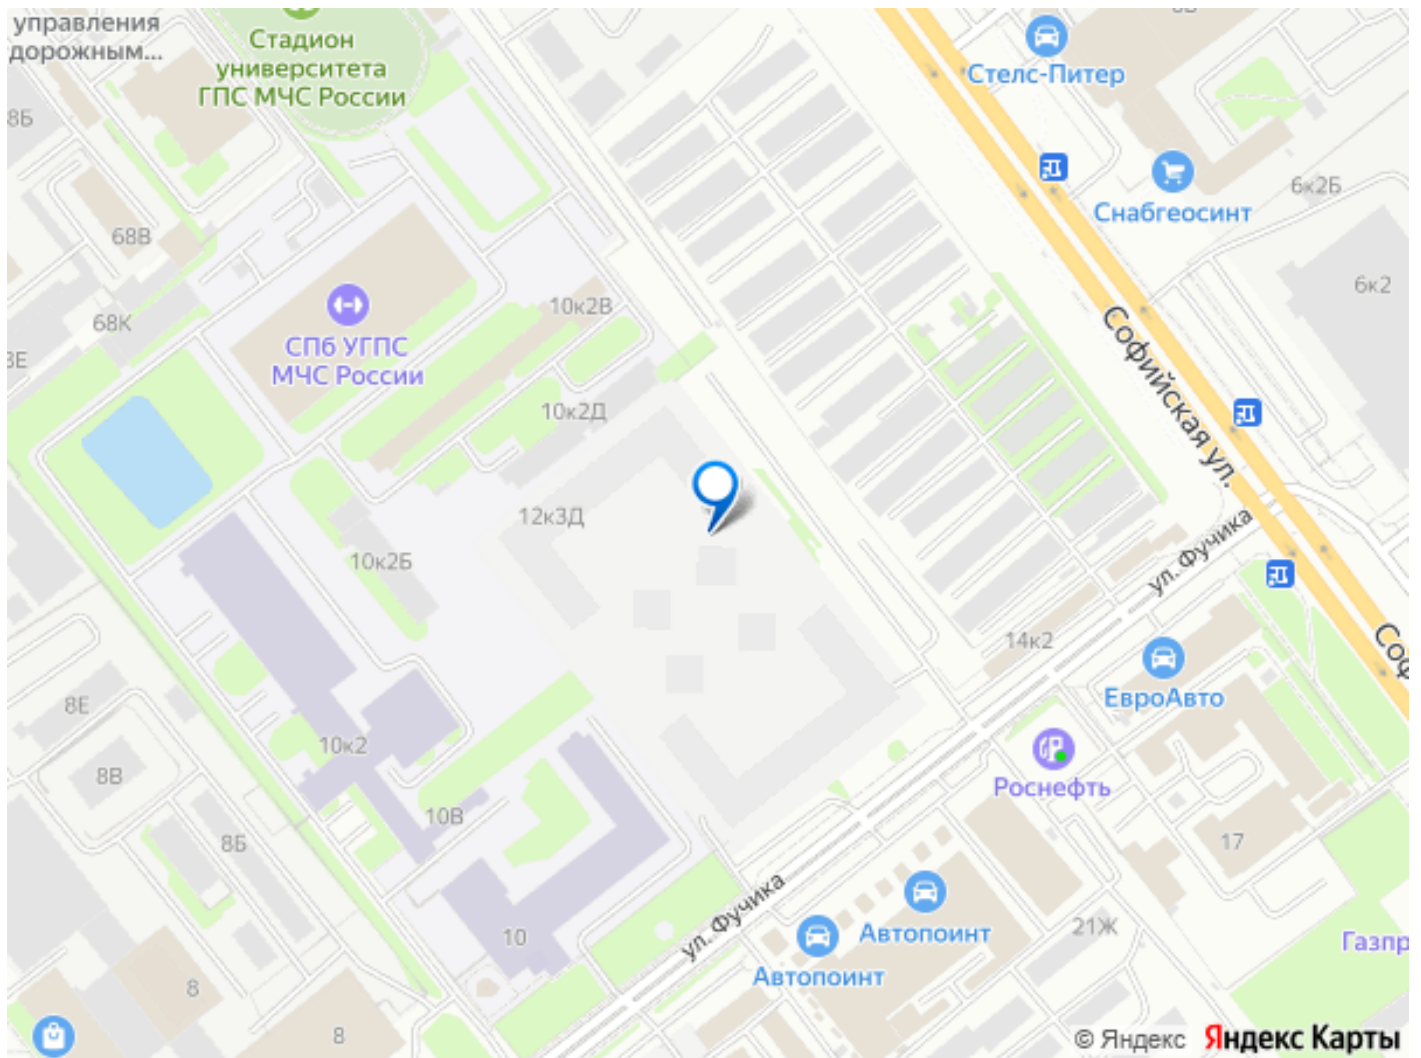 управления
дорожным...
Стадион
университета
ГПС МЧС России
Стелс-Питер
8Б
Снабгеосинт
6к2Б
68В
6к2
10к2В
68К
СПб УГПС
МЧС России
Софийская ул.
10к2Д
12к3Д
10к2Б
ул. Фучика
14к2
Соф
ЕвроАвто
8Е
10к2
8В
Роснефть
10В
8Б
17
ул. Фучика
Автопоинт
21Ж
10
Газпр
Автопоинт
8
8
© Яндекс Яндекс Карты